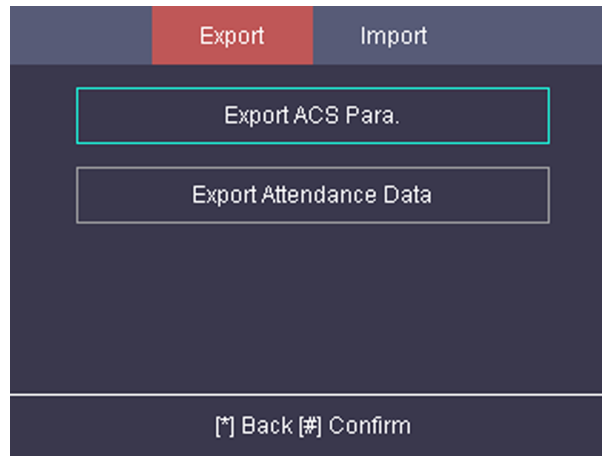 Export Import
Export ACS Para.
Export Attendance Data
[*] Back [#] Confirm